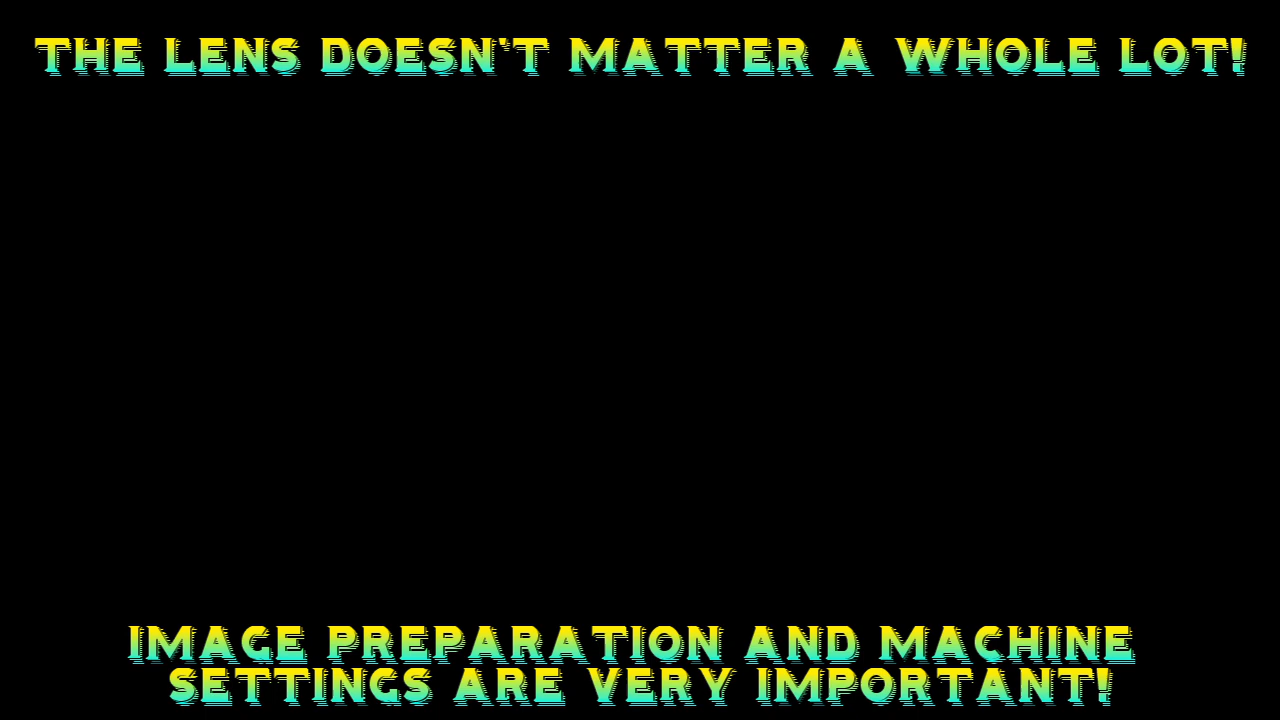 THE LENS DOESN'T MATTER A WHOLE LOT!
IMAGE PREPARATION AND MACHINE
SETTINGS ARE VERY IMPORTANT!